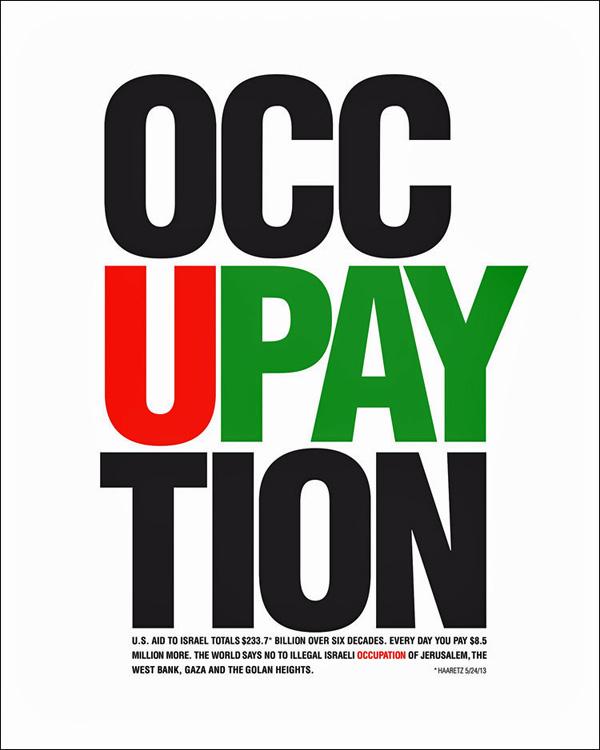 OCC
UPAY
TION
U.S. AID TO ISRAEL TOTALS $233.7* BILLION OVER SIX DECADES. EVERY DAY YOU PAY $8.5
MILLION MORE. THE WORLD SAYS NO TO ILLEGAL ISRAELI OCCUPATION OF JERUSALEM, THE
WEST BANK, GAZA AND THE GOLAN HEIGHTS.
* HAARETZ 5/24/13